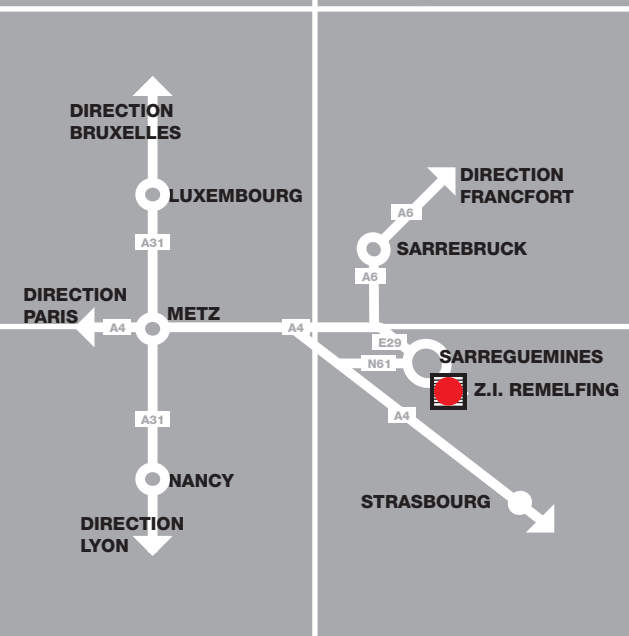 DIRECTION
BRUXELLES
DIRECTION
FRANCFORT
LUXEMBOURG
A6
A31
SARREBRUCK
A6
DIRECTION
PARIS
METZ
A4
A4
E29
SARREGUEMINES
N61
Z.I. REMELFING
A31
A4
NANCY
STRASBOURG
DIRECTION
LYON